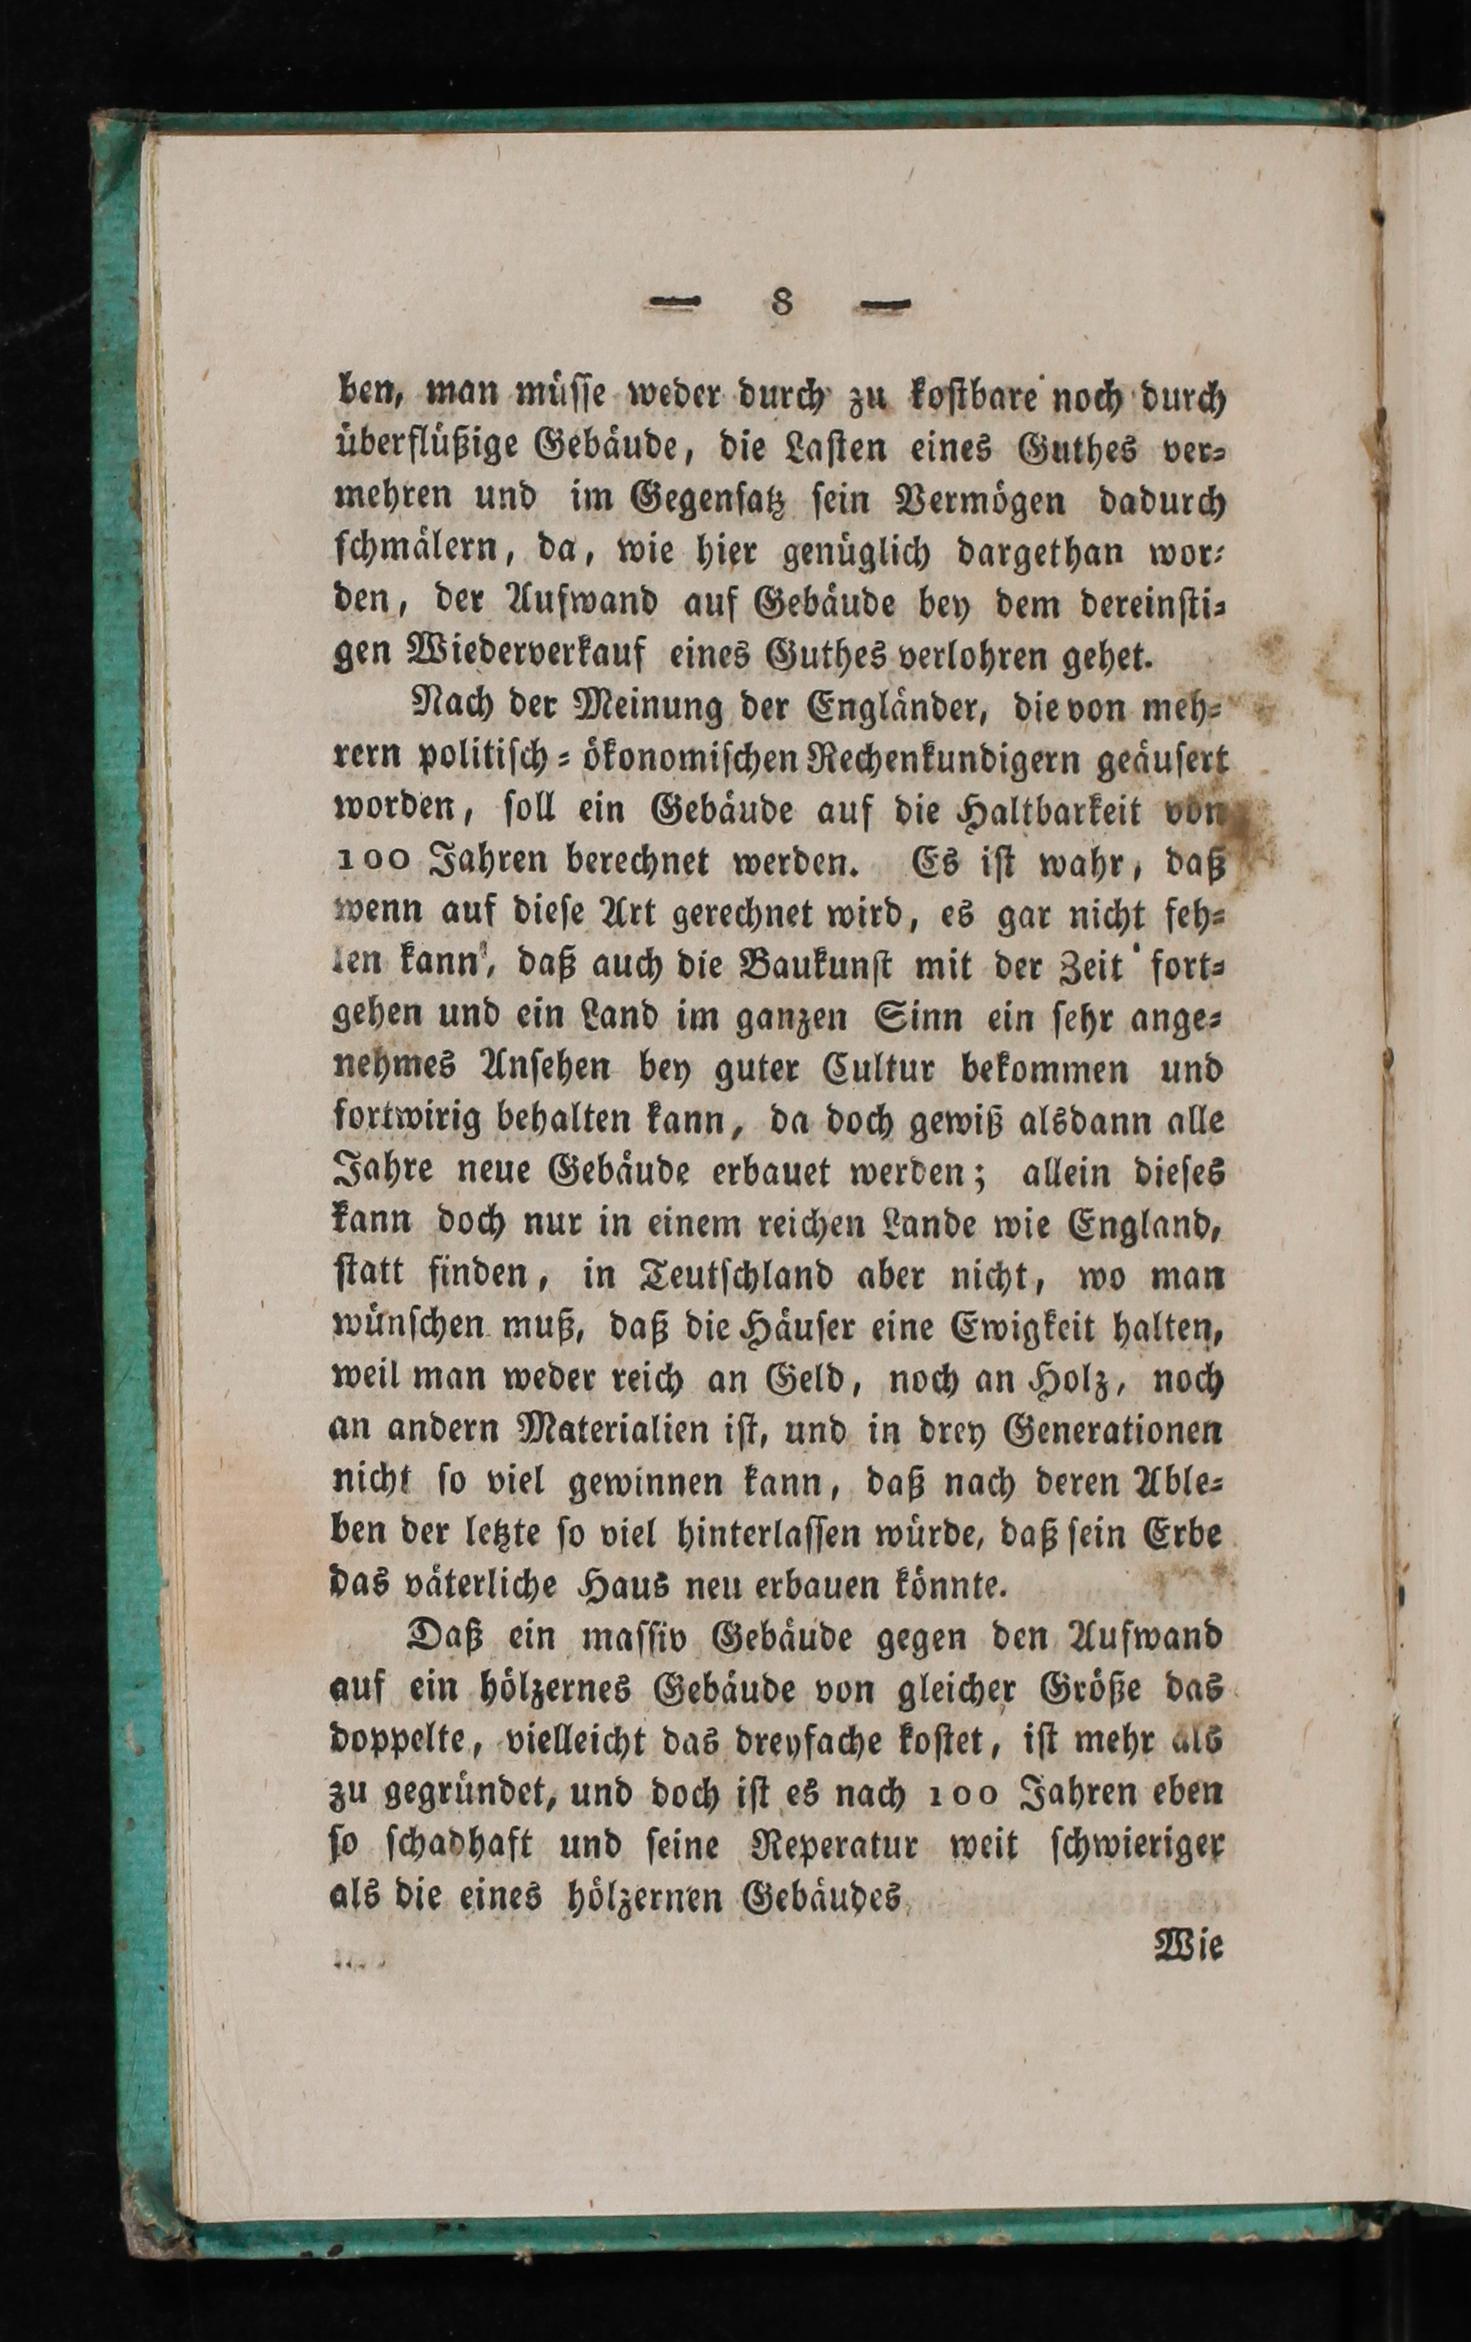 — 8 —
ben, man müsse weder durch zu kostbare noch durch
überflüßige Gebäude, die Lasten eines Guthes ver-
mehren und im Gegensatz sein Vermögen dadurch
schmälern, da, wie hier genüglich dargethan wor-
den, der Aufwand auf Gebäude bey dem dereinsti-
gen Wiederverkauf eines Guthes verlohren gehet.
Nach der Meinung der Engländer, die von meh-
rern politisch-ökonomischen Rechenkundigern geäusert
worden, soll ein Gebäude auf die Haltbarkeit von
100 Jahren berechnet werden. Es ist wahr, daß
wenn auf diese Art gerechnet wird, es gar nicht feh-
len kann, daß auch die Baukunst mit der Zeit fort-
gehen und ein Land im ganzen Sinn ein sehr ange-
nehmes Ansehen bey guter Cultur bekommen und
fortwirig behalten kann, da doch gewiß alsdann alle
Jahre neue Gebäude erbauet werden; allein dieses
kann doch nur in einem reichen Lande wie England,
statt finden, in Teutschland aber nicht, wo man
wünschen muß, daß die Häuser eine Ewigkeit halten,
weil man weder reich an Geld, noch an Holz, noch
an andern Materialien ist, und in drey Generationen
nicht so viel gewinnen kann, daß nach deren Able-
ben der letzte so viel hinterlassen würde, daß sein Erbe
das väterliche Haus neu erbauen könnte.
Daß ein massiv Gebäude gegen den Aufwand
auf ein hölzernes Gebäude von gleicher Größe das
doppelte, vielleicht das dreyfache kostet, ist mehr als
zu gegründet, und doch ist es nach 100 Jahren eben
so schadhaft und seine Reperatur weit schwieriger
als die eines hölzernen Gebäudes
Wie